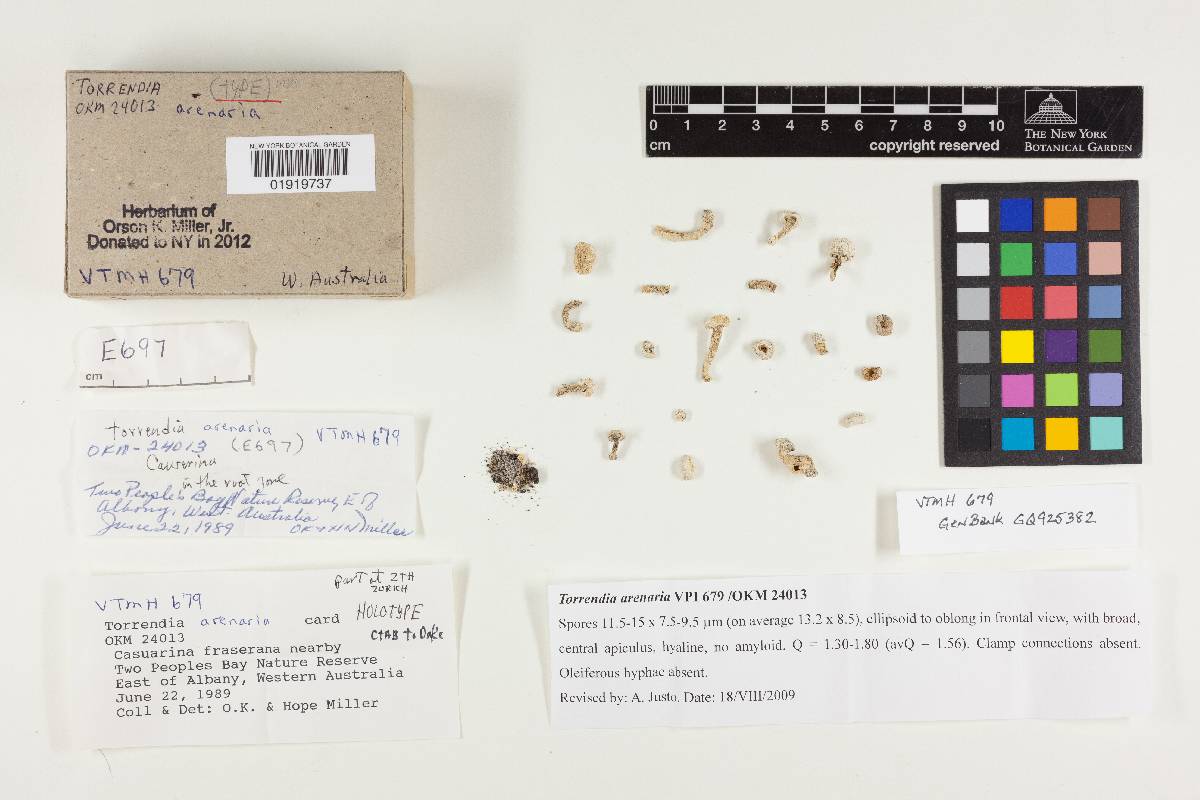 TORRENDIA (TYPE)
OKM 24013 arenaria
NEW YORK BOTANICAL GARDEN
01919737
Herbarium of
Orson K. Miller, Jr.
Donated to NY in 2012
VTMH 679 W. Australia
E697
cm
Torrendia arenaria VTMH 679
OKM-24013 (E697)
in the root zone
Two People's Bay Nature Reserve, E of
Albany, West. Australia
June 22, 1989 OK & HN Miller
part at ZTH
ZURICH
VTMH 679
Torrendia arenaria card HOLOTYPE
OKM 24013 CTAB to Duke
Casuarina fraserana nearby
Two Peoples Bay Nature Reserve
East of Albany, Western Australia
June 22, 1989
Coll & Det: O.K. & Hope Miller
0 1 2 3 4 5 6 7 8 9 10
cm copyright reserved
THE NEW YORK
BOTANICAL GARDEN
VTMH 679
GenBank GQ925382
Torrendia arenaria VPI 679 /OKM 24013
Spores 11.5-15 x 7.5-9.5 µm (on average 13.2 x 8.5), ellipsoid to oblong in frontal view, with broad,
central apiculus, hyaline, no amyloid. Q = 1.30-1.80 (avQ = 1.56). Clamp connections absent.
Oleiferous hyphae absent.
Revised by: A. Justo. Date: 18/VIII/2009